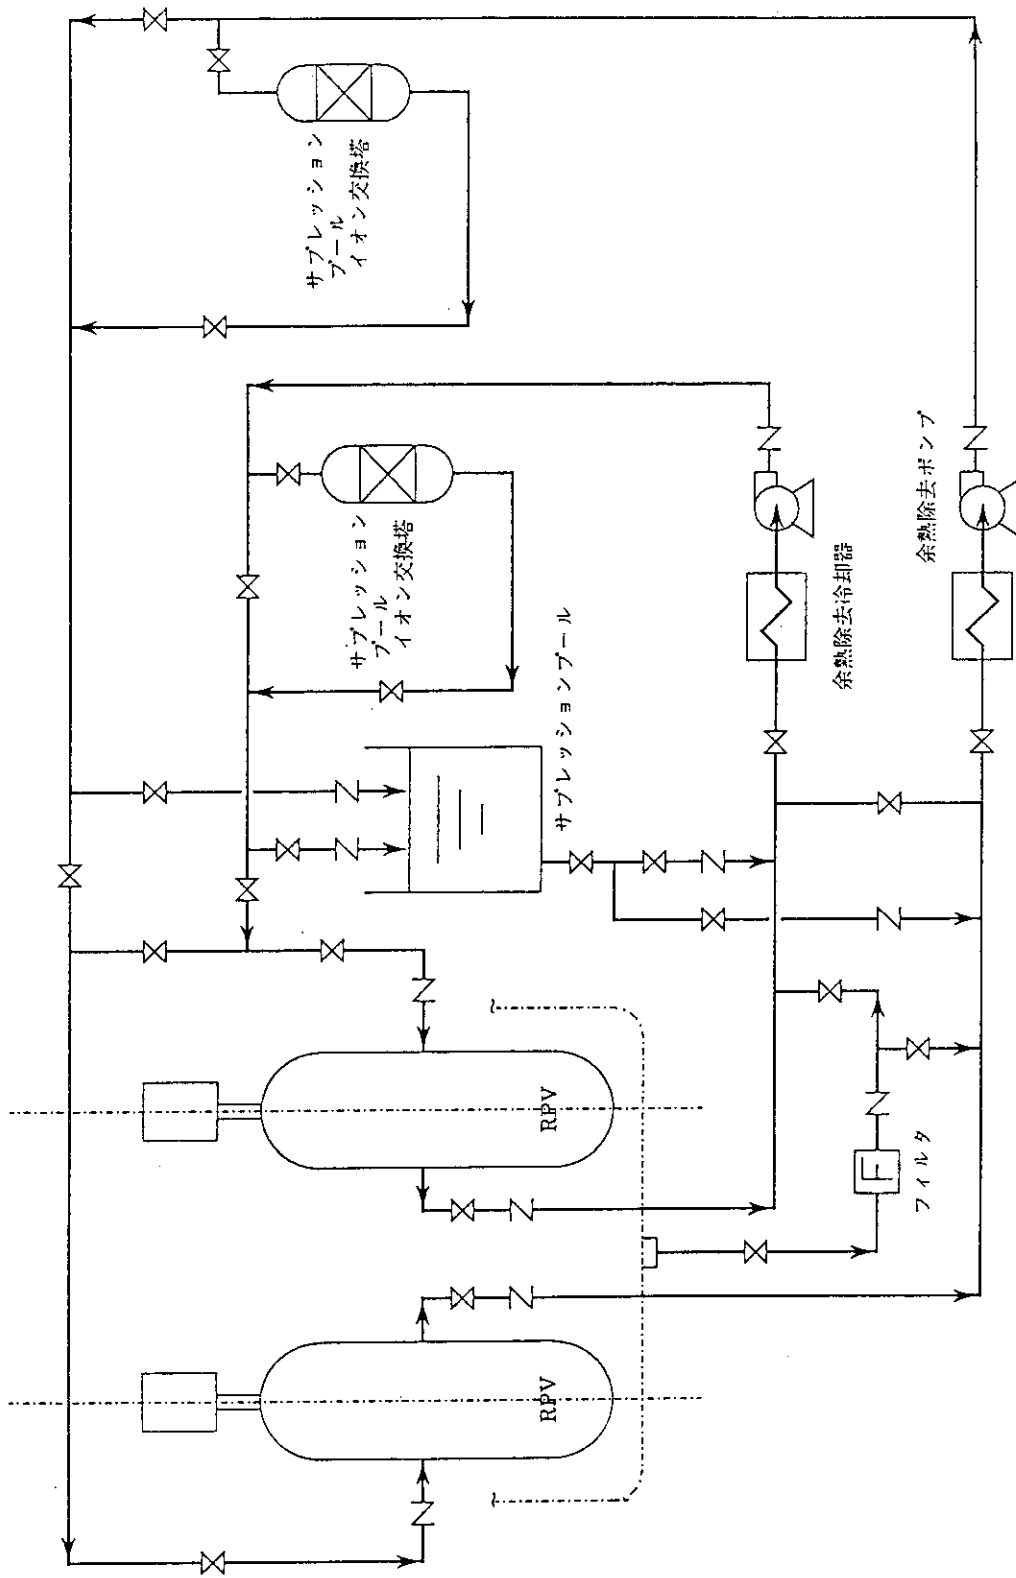 サプレッション
プール
イオン交換塔
サプレッション
プール
イオン交換塔
サプレッションプール
余熱除去冷却器
余熱除去ポンプ
RPV
RPV
F
フィルタ